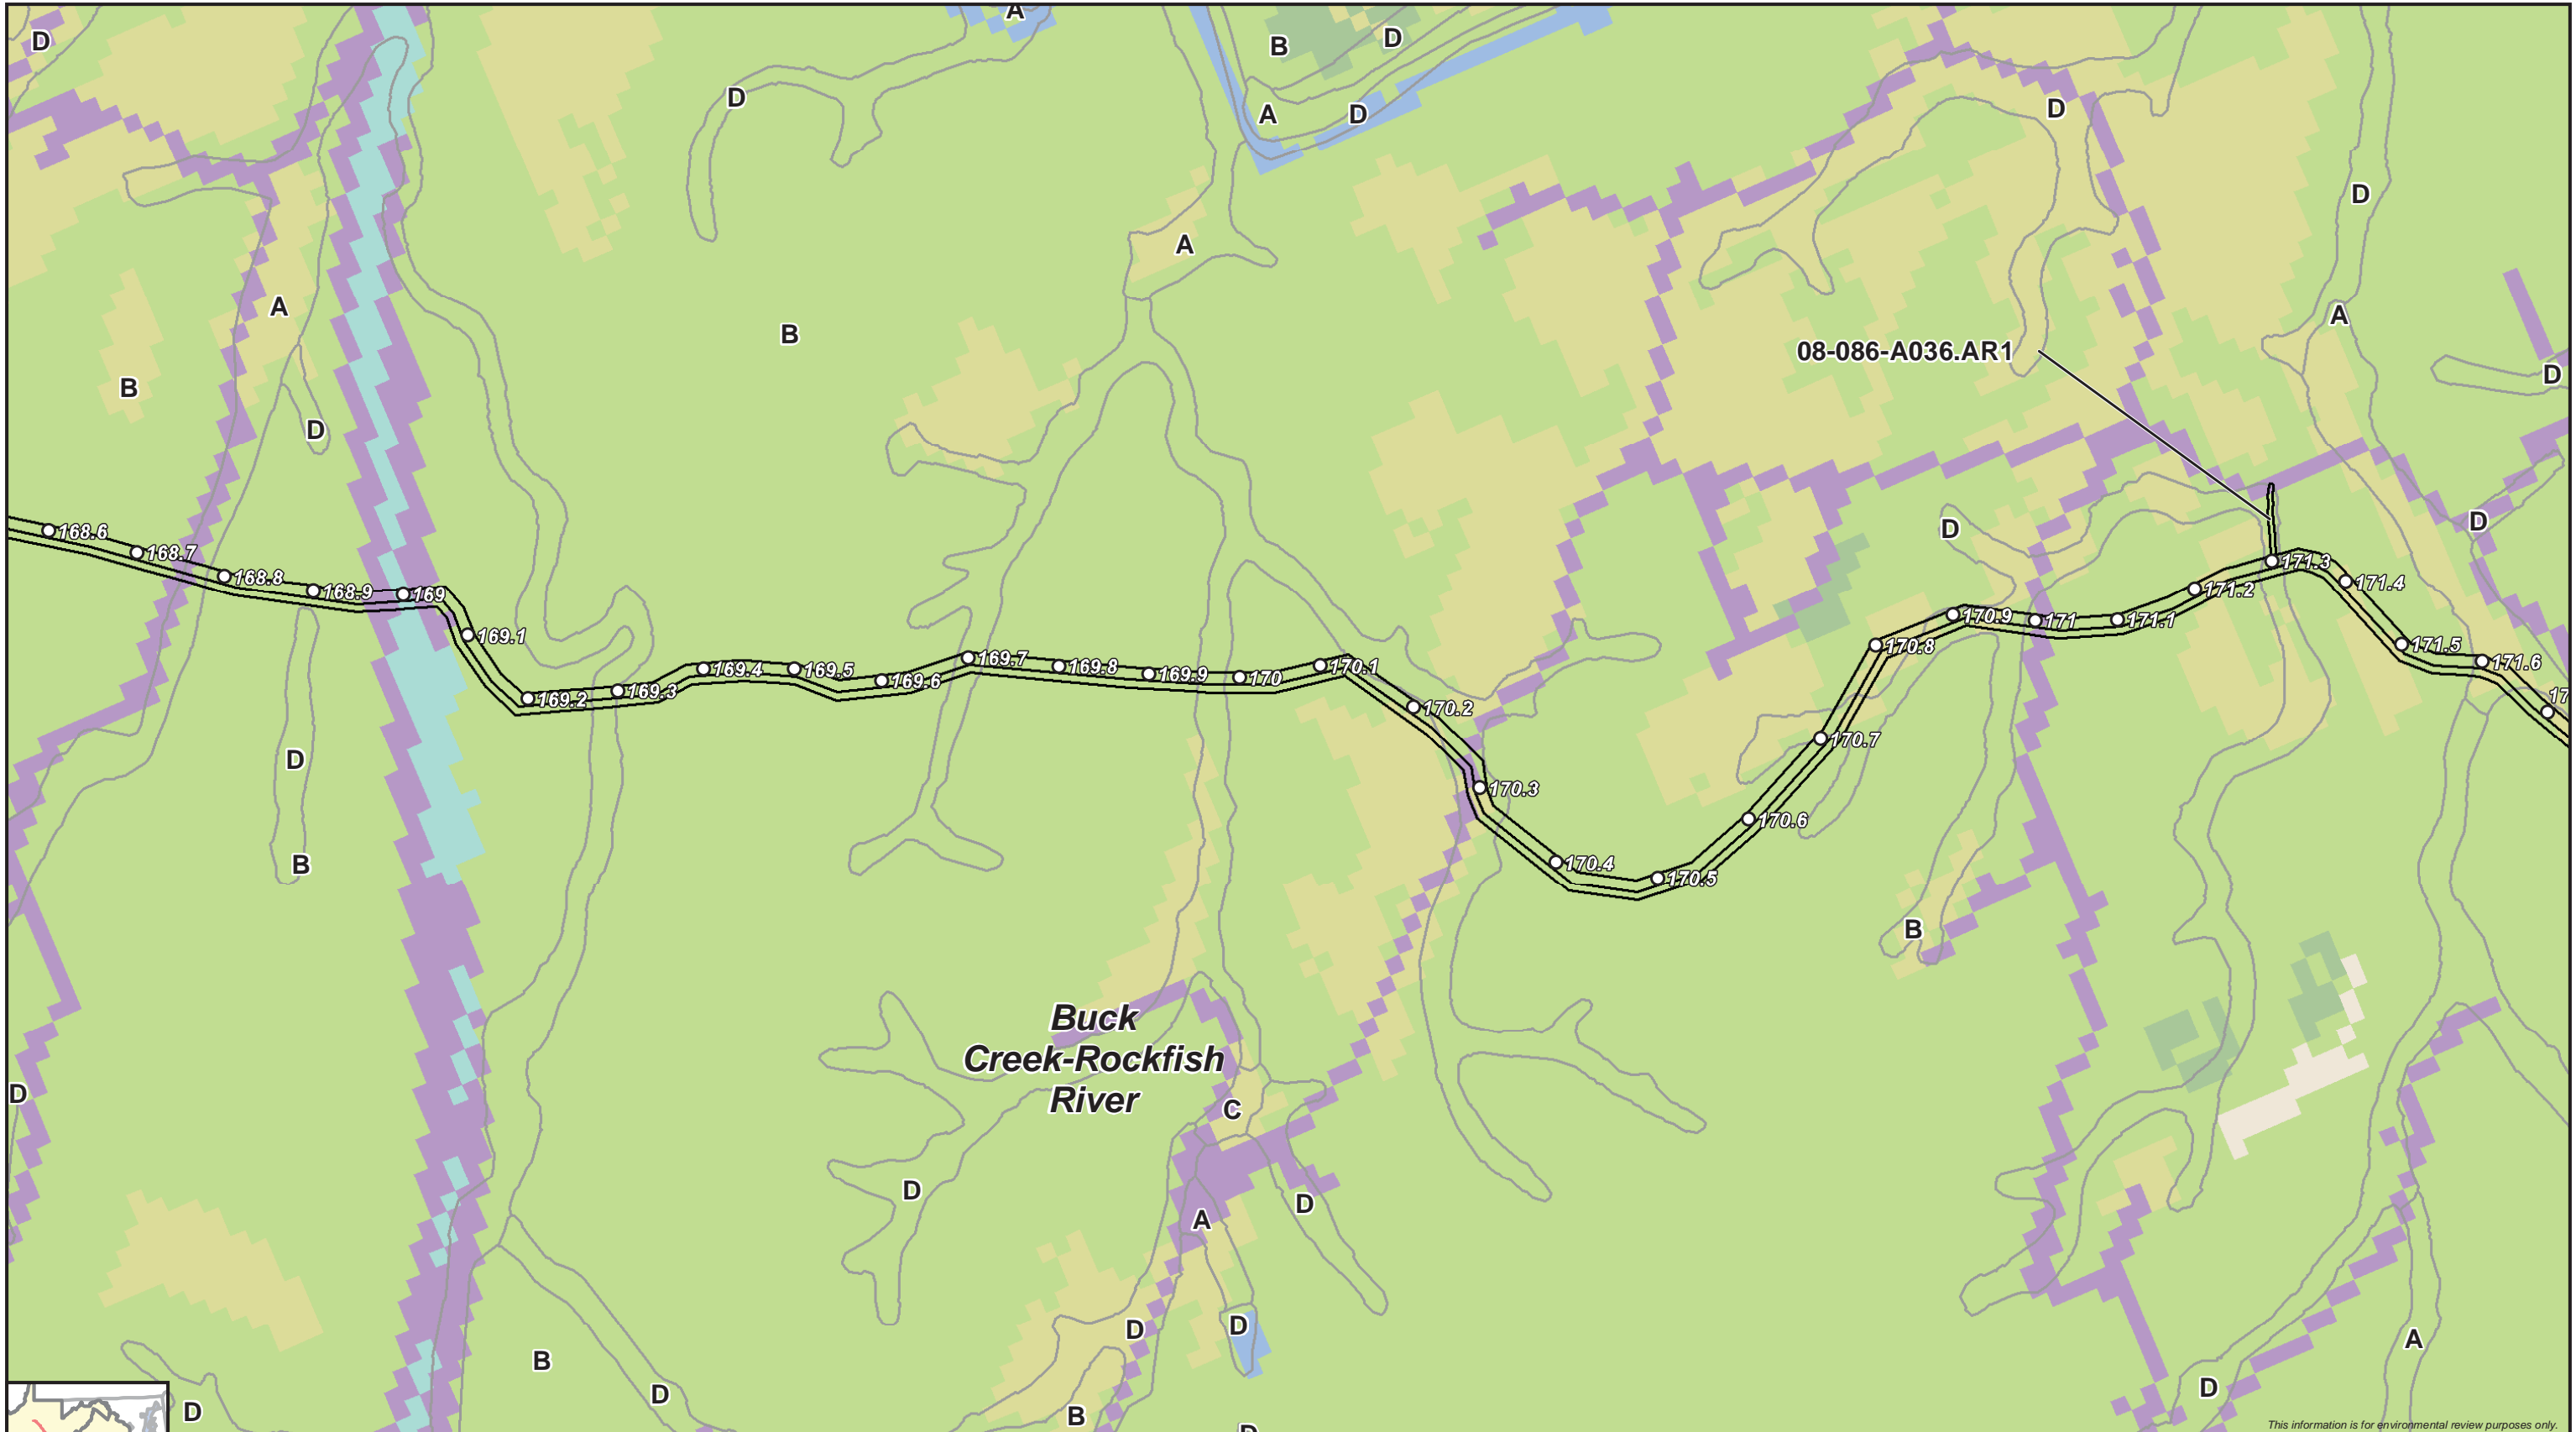 A
D
B
D
D
A
D
D
D
A
B
08-086-A036.AR1
A
A
D
B
D
D
D
168.6
168.7
168.8
168.9
169
169.1
169.2
169.3
169.4
169.5
169.6
169.7
169.8
169.9
170
170.1
170.2
170.3
170.4
170.5
170.6
170.7
170.8
170.9
171
171.1
171.2
171.3
171.4
171.5
171.6
17
D
B
B
Buck
Creek-Rockfish
River
D
C
D
D
A
D
D
A
B
D
D
D
B
This information is for environmental review purposes only.